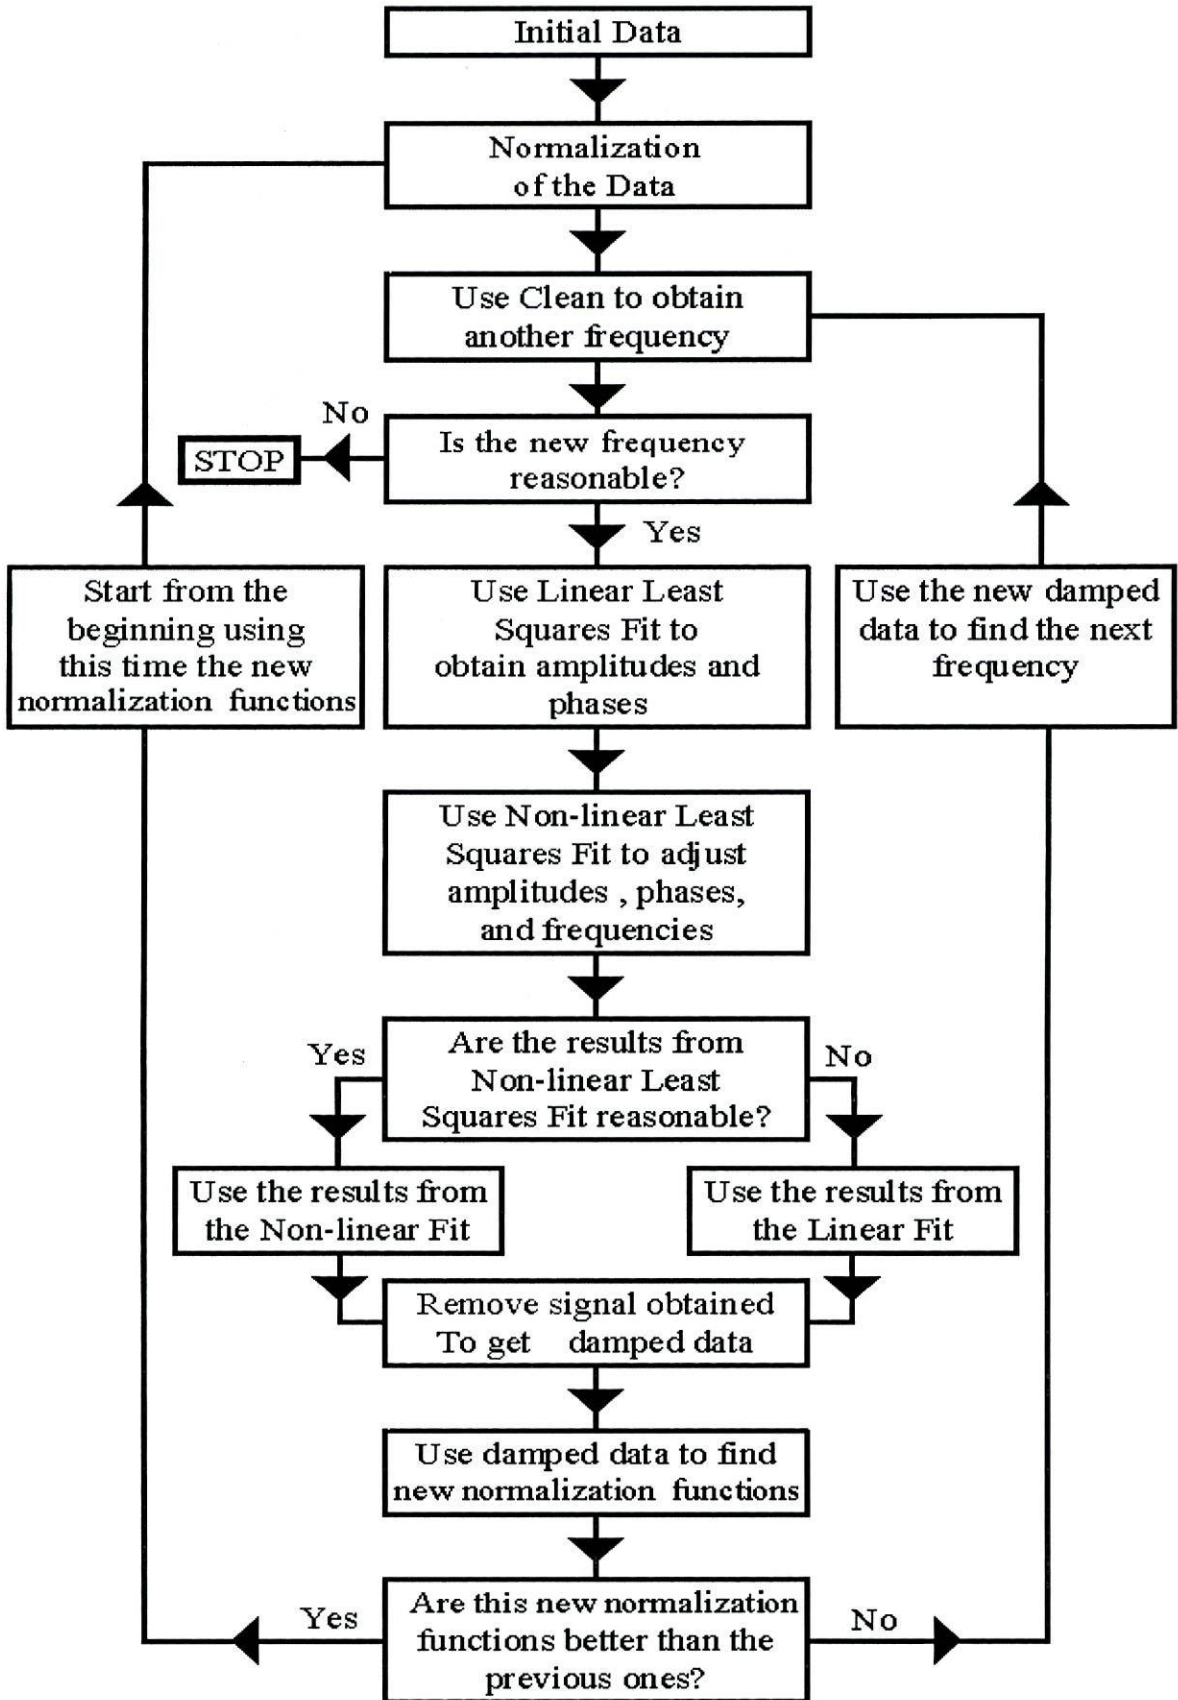 Initial Data
Normalization
of the Data
Use Clean to obtain
another frequency
No
STOP
Is the new frequency
reasonable?
Yes
Start from the
beginning using
this time the new
normalization functions
Use Linear Least
Squares Fit to
obtain amplitudes and
phases
Use the new damped
data to find the next
frequency
Use Non-linear Least
Squares Fit to adjust
amplitudes , phases,
and frequencies
Yes
Are the results from
Non-linear Least
Squares Fit reasonable?
No
Use the results from
the Non-linear Fit
Use the results from
the Linear Fit
Remove signal obtained
To get damped data
Use damped data to find
new normalization functions
Yes
Are this new normalization
functions better than the
previous ones?
No